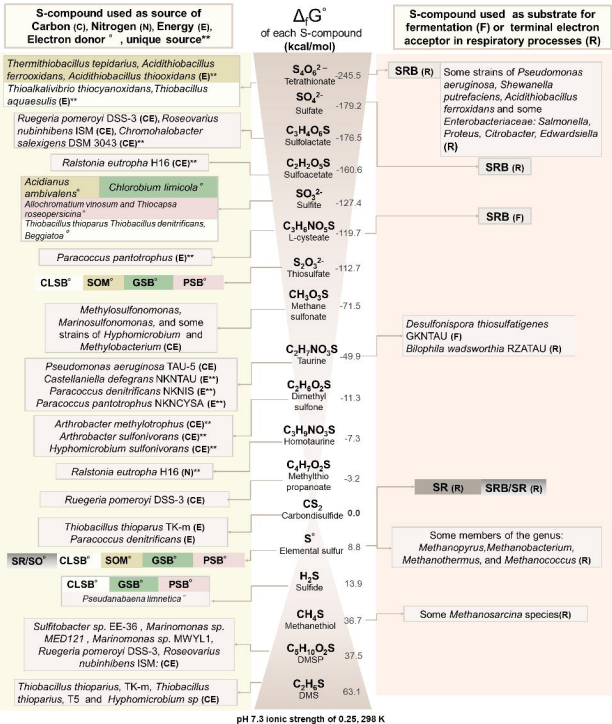 S-compound used as source of
Carbon (C), Nitrogen (N), Energy (E),
Electron donor °, unique source**
ΔfG°
of each S-compound
(kcal/mol)
S-compound used as substrate for
fermentation (F) or terminal electron
acceptor in respiratory processes (R)
Thermithiobacillus tepidarius, Acidithiobacillus
ferrooxidans, Acidithiobacillus thiooxidans (E)**
Thioalkalivibrio thiocyanoxidans,Thiobacillus
aquaesulis (E)**
Ruegeria pomeroyi DSS-3 (CE), Roseovarius
nubinhibens ISM (CE), Chromohalobacter
salexigens DSM 3043 (CE)**
Ralstonia eutropha H16 (CE)**
Acidianus
ambivalens°
Chlorobium limicola°
Allochromatium vinosum and Thiocapsa
roseopersicina°
Thiobacillus thioparus Thiobacillus denitrificans,
Beggiatoa °
Paracoccus pantotrophus (E)**
CLSB° SOM° GSB° PSB°
Methylosulfonomonas,
Marinosulfonomonas, and some
strains of Hyphomicrobium and
Methylobacterium (CE)
Pseudomonas aeruginosa TAU-5 (CE)
Castellaniella defegrans NKNTAU (E**)
Paracoccus denitrificans NKNIS (E**)
Paracoccus pantotrophus NKNCYSA (E**)
Arthrobacter methylotrophus (CE)**
Arthrobacter sulfonivorans (CE)**
Hyphomicrobium sulfonivorans (CE)**
Ralstonia eutropha H16 (N)**
Ruegeria pomeroyi DSS-3 (CE)
Thiobacillus thioparus TK-m (E)
Paracoccus denitrificans (E)
SR/SO° CLSB° SOM° GSB° PSB°
CLSB° GSB° PSB°
Pseudanabaena limnetica °
Sulfitobacter sp. EE-36 , Marinomonas sp.
MED121 , Marinomonas sp. MWYL1,
Ruegeria pomeroyi DSS-3, Roseovarius
nubinhibens ISM: (CE)
Thiobacillus thioparius, TK-m, Thiobacillus
thioparius, T5 and Hyphomicrobium sp (CE)
S₄O₆²⁻
Tetrathionate
-245.5
SO₄²⁻
Sulfate
-179.2
C₃H₄O₆S
Sulfolactate
-176.5
C₂H₂O₅S
Sulfoacetate
-160.6
SO₃²⁻
Sulfite
-127.4
C₃H₆NO₅S
L-cysteate
-119.7
S₂O₃²⁻
Thiosulfate
-112.7
CH₃O₃S
Methane
sulfonate
-71.5
C₂H₇NO₃S
Taurine
-49.9
C₂H₆O₂S
Dimethyl
sulfone
-11.3
C₃H₉NO₃S
Homotaurine
-7.3
C₄H₇O₂S
Methylthio
propanoate
-3.2
CS₂
Carbondisulfide
0.0
S°
Elemental sulfur
8.8
H₂S
Sulfide
13.9
CH₄S
Methanethiol
36.7
C₅H₁₀O₂S
DMSP
37.5
C₂H₆S
DMS
63.1
SRB (R)
Some strains of Pseudomonas
aeruginosa, Shewanella
putrefaciens, Acidithiobacillus
ferroxidans and some
Enterobacteriaceae: Salmonella,
Proteus, Citrobacter, Edwardsiella
(R)
SRB (R)
SRB (F)
Desulfonispora thiosulfatigenes
GKNTAU (F)
Bilophila wadsworthia RZATAU (R)
SR (R) SRB/SR (R)
Some members of the genus:
Methanopyrus,Methanobacterium,
Methanothermus, and Methanococcus (R)
Some Methanosarcina species(R)
pH 7.3 ionic strength of 0.25, 298 K